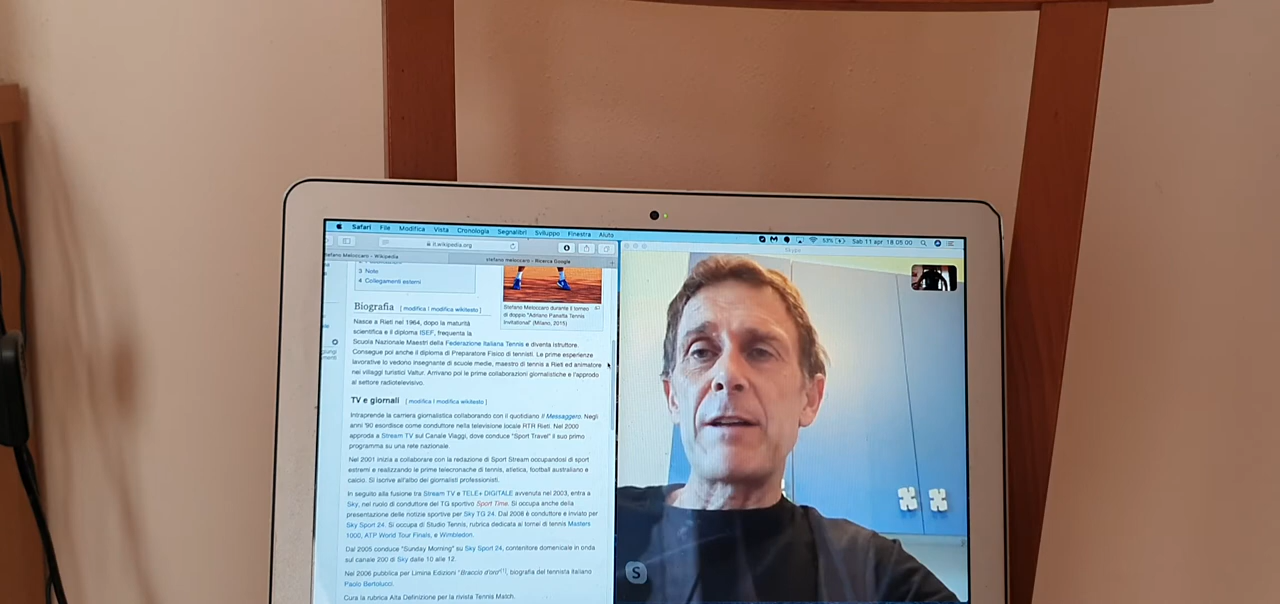 Safari File Modifica Vista Cronologia Segnalibri Sviluppo Finestra Aiuto
53% Sab 11 apr 18:05:00
it.wikipedia.org
Stefano Meloccaro - Wikipedia
stefano meloccaro - Ricerca Google
Skype
3 Note
4 Collegamenti esterni
Stefano Meloccaro durante il torneo
di doppio "Adriano Panatta Tennis
Invitational" (Milano, 2015)
Biografia [ modifica | modifica wikitesto ]
Nasce a Rieti nel 1964, dopo la maturità
scientifica e il diploma ISEF, frequenta la
Scuola Nazionale Maestri della Federazione Italiana Tennis e diventa Istruttore.
Consegue poi anche il diploma di Preparatore Fisico di tennisti. Le prime esperienze
lavorative lo vedono insegnante di scuole medie, maestro di tennis a Rieti ed animatore
nei villaggi turistici Valtur. Arrivano poi le prime collaborazioni giornalistiche e l'approdo
al settore radiotelevisivo.
TV e giornali [ modifica | modifica wikitesto ]
Intraprende la carriera giornalistica collaborando con il quotidiano Il Messaggero. Negli
anni '90 esordisce come conduttore nella televisione locale RTR Rieti. Nel 2000
approda a Stream TV sul Canale Viaggi, dove conduce "Sport Travel" il suo primo
programma su una rete nazionale.
Nel 2001 inizia a collaborare con la redazione di Sport Stream occupandosi di sport
estremi e realizzando le prime telecronache di tennis, atletica, football australiano e
calcio. Si iscrive all'albo dei giornalisti professionisti.
In seguito alla fusione tra Stream TV e TELE+ DIGITALE avvenuta nel 2003, entra a
Sky, nel ruolo di conduttore del TG sportivo Sport Time. Si occupa anche della
presentazione delle notizie sportive per Sky TG 24. Dal 2008 è conduttore e inviato per
Sky Sport 24. Si occupa di Studio Tennis, rubrica dedicata ai tornei di tennis Masters
1000, ATP World Tour Finals, e Wimbledon.
Dal 2005 conduce "Sunday Morning" su Sky Sport 24, contenitore domenicale in onda
sul canale 200 di Sky dalle 10 alle 12.
Nel 2006 pubblica per Limina Edizioni "Braccio d'oro"[1], biografia del tennista italiano
Paolo Bertolucci.
Cura la rubrica Alta Definizione per la rivista Tennis Match.
S